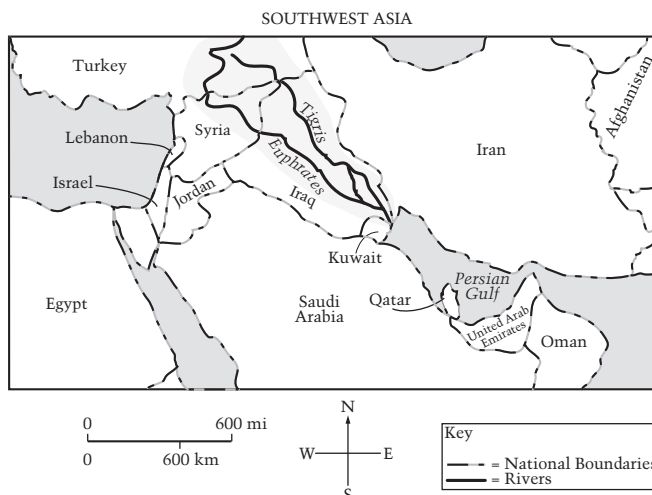 SOUTHWEST ASIA
Turkey
Afghanistan
Tigris
Syria
Lebanon
Iran
Euphrates
Israel
Jordan
Iraq
Kuwait
Persian
Gulf
Egypt
Saudi
Arabia
Qatar
United Arab
Emirates
Oman
0 600 mi
0 600 km
N
W E
S
Key
= National Boundaries
= Rivers